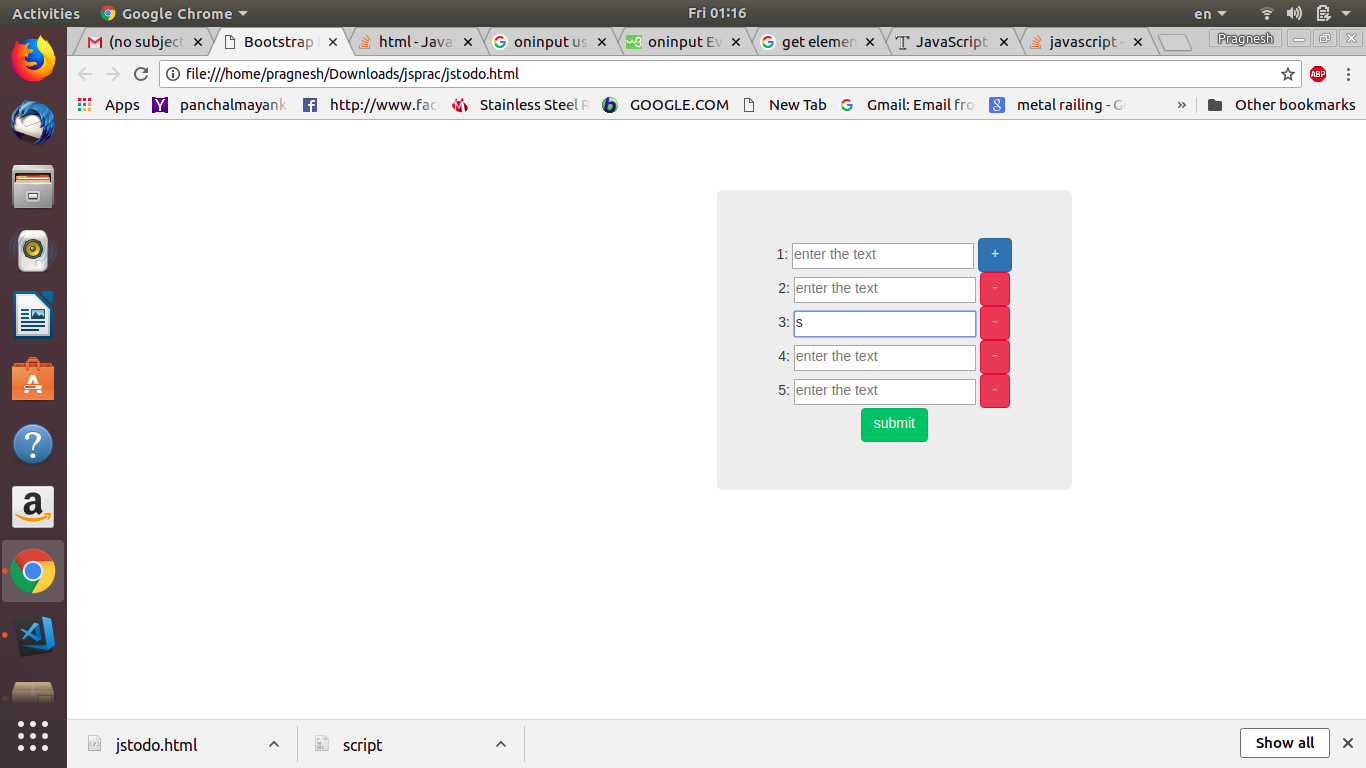 Activities Google Chrome Fri 01:16 en
(no subject Bootstrap html - Java oninput us oninput Ev get elemen JavaScript javascript - Pragnesh
file:///home/pragnesh/Downloads/jsprac/jstodo.html ABP
Apps panchalmayank http://www.fac Stainless Steel R GOOGLE.COM New Tab Gmail: Email fro metal railing - G » Other bookmarks
1: enter the text +
2: enter the text -
3: s -
4: enter the text -
5: enter the text -
submit
jstodo.html script Show all